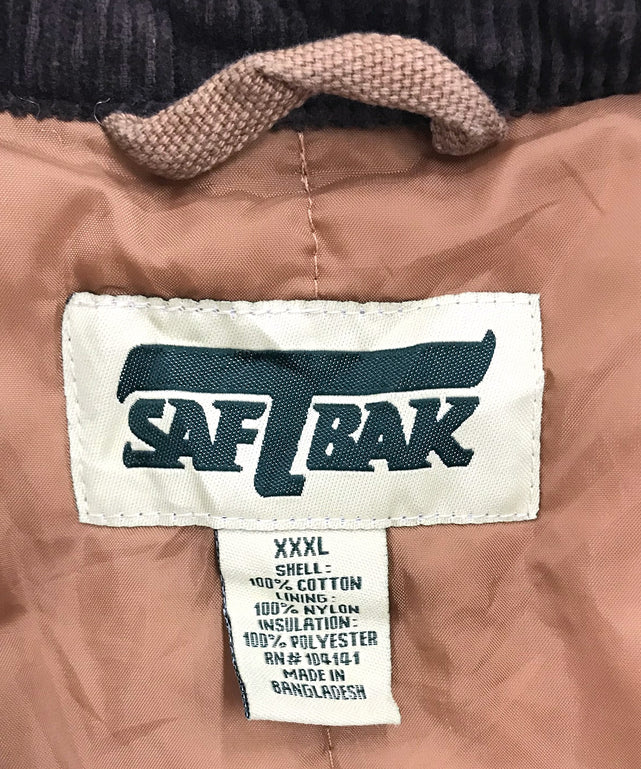 SAFTBAK
XXXL
SHELL:
100% COTTON
LINING:
100% NYLON
INSULATION:
100% POLYESTER
RN# 104141
MADE IN
BANGLADESH